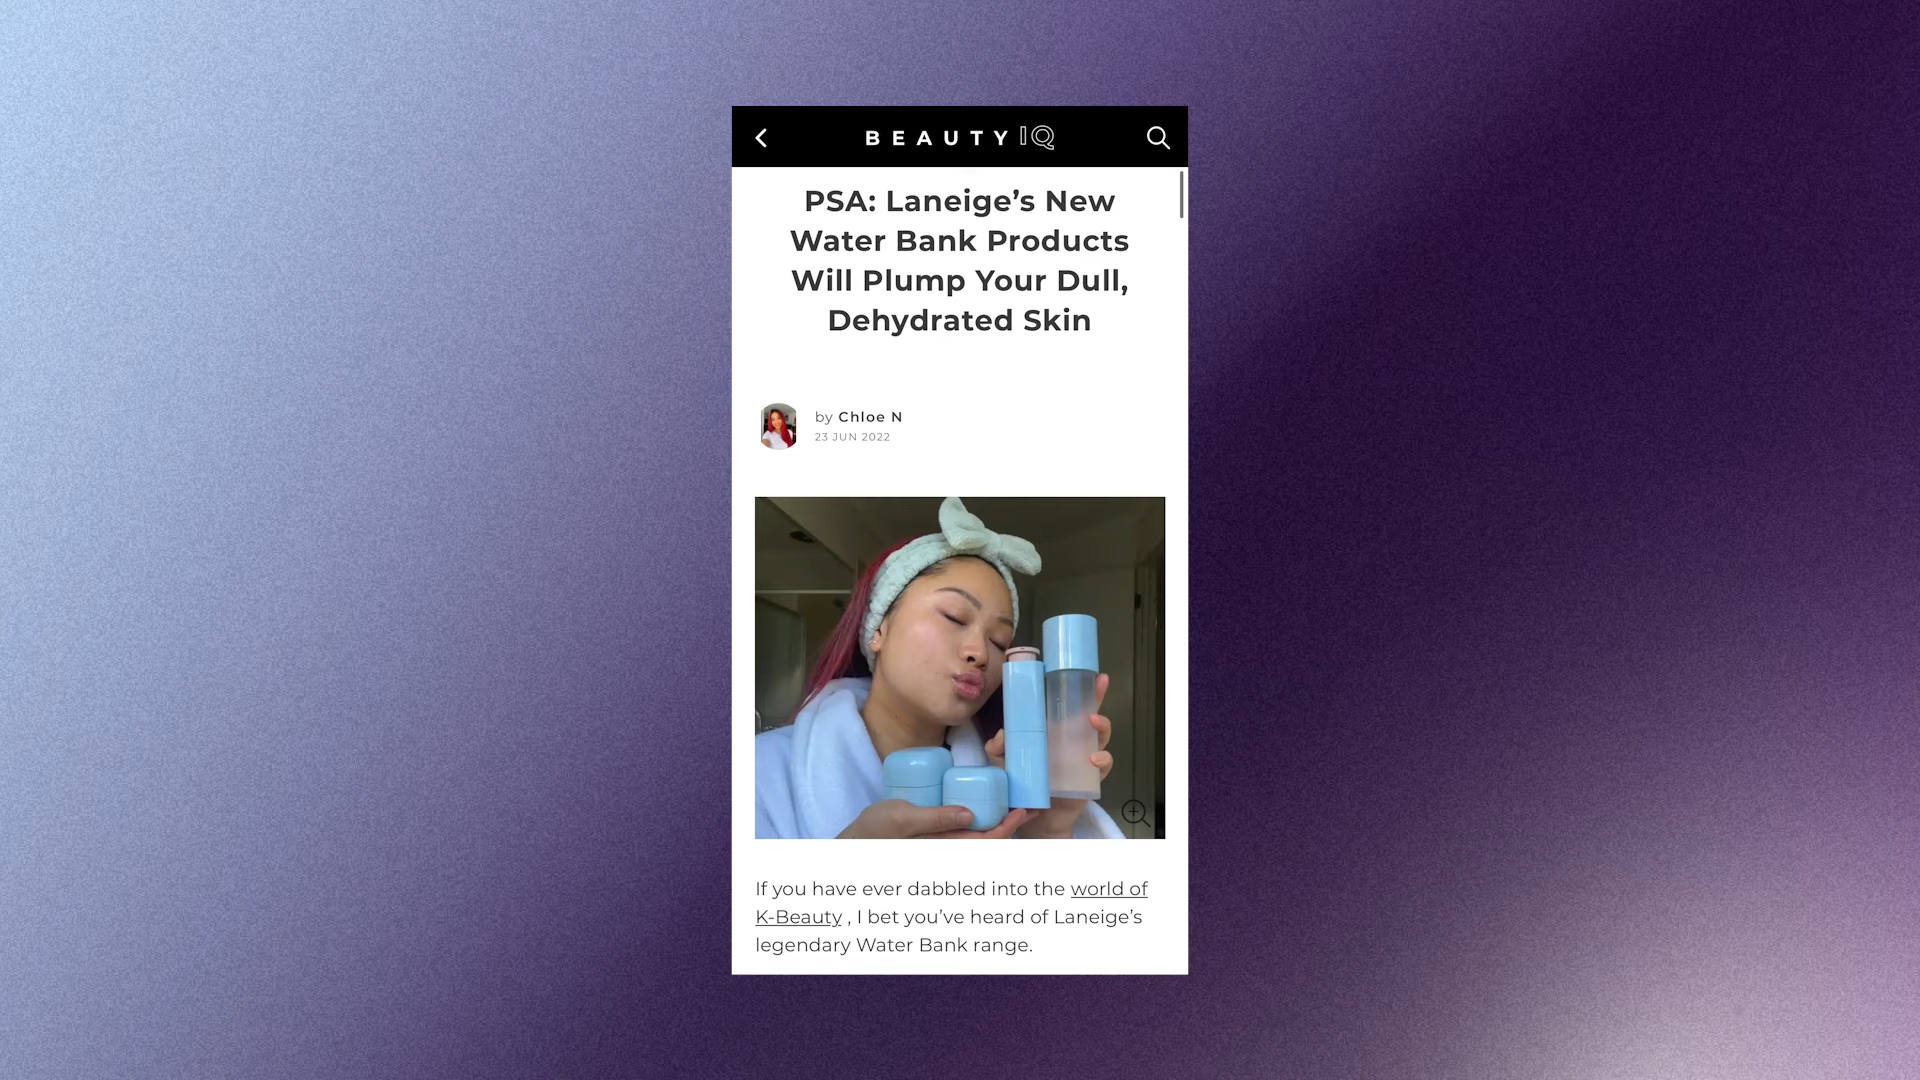 BEAUTY IQ
PSA: Laneige’s New
Water Bank Products
Will Plump Your Dull,
Dehydrated Skin
by Chloe N
23 JUN 2022
If you have ever dabbled into the world of
K-Beauty , I bet you’ve heard of Laneige’s
legendary Water Bank range.